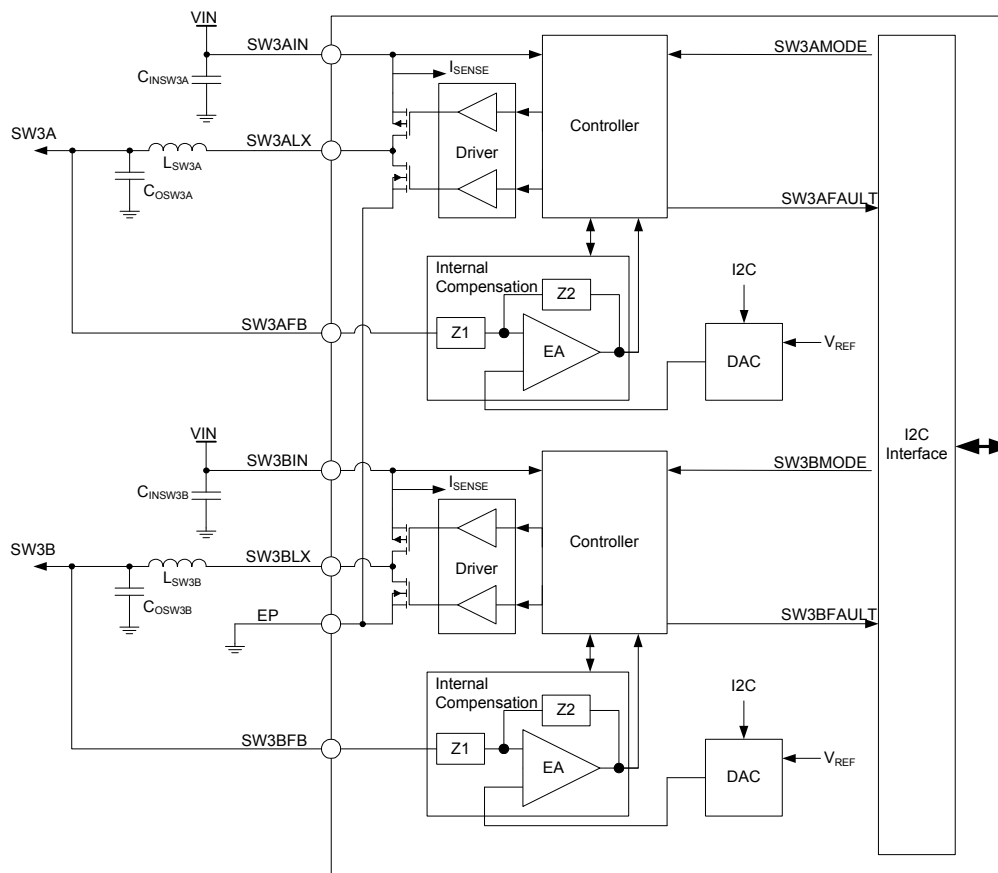 VIN
SW3AIN
CINSW3A
ISENSE
SW3AMODE
Controller
SW3A
SW3ALX
LSW3A
COSW3A
Driver
SW3AFAULT
Internal
Compensation
Z2
I2C
SW3AFB
Z1
EA
DAC
VREF
VIN
SW3BIN
CINSW3B
ISENSE
SW3BMODE
I2C
Interface
Controller
SW3B
SW3BLX
LSW3B
COSW3B
Driver
EP
SW3BFAULT
Internal
Compensation
Z2
I2C
SW3BFB
Z1
EA
DAC
VREF